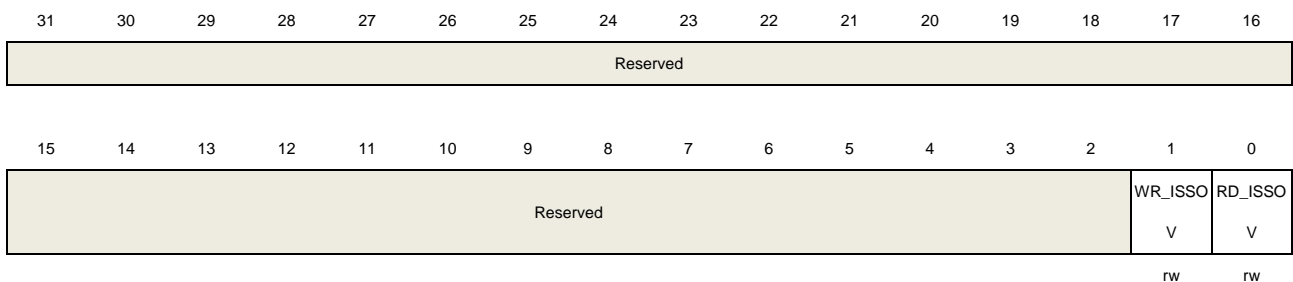 31 30 29 28 27 26 25 24 23 22 21 20 19 18 17 16
Reserved
15 14 13 12 11 10 9 8 7 6 5 4 3 2 1 0
Reserved
WR_ISSO RD_ISSO
V V
rw rw